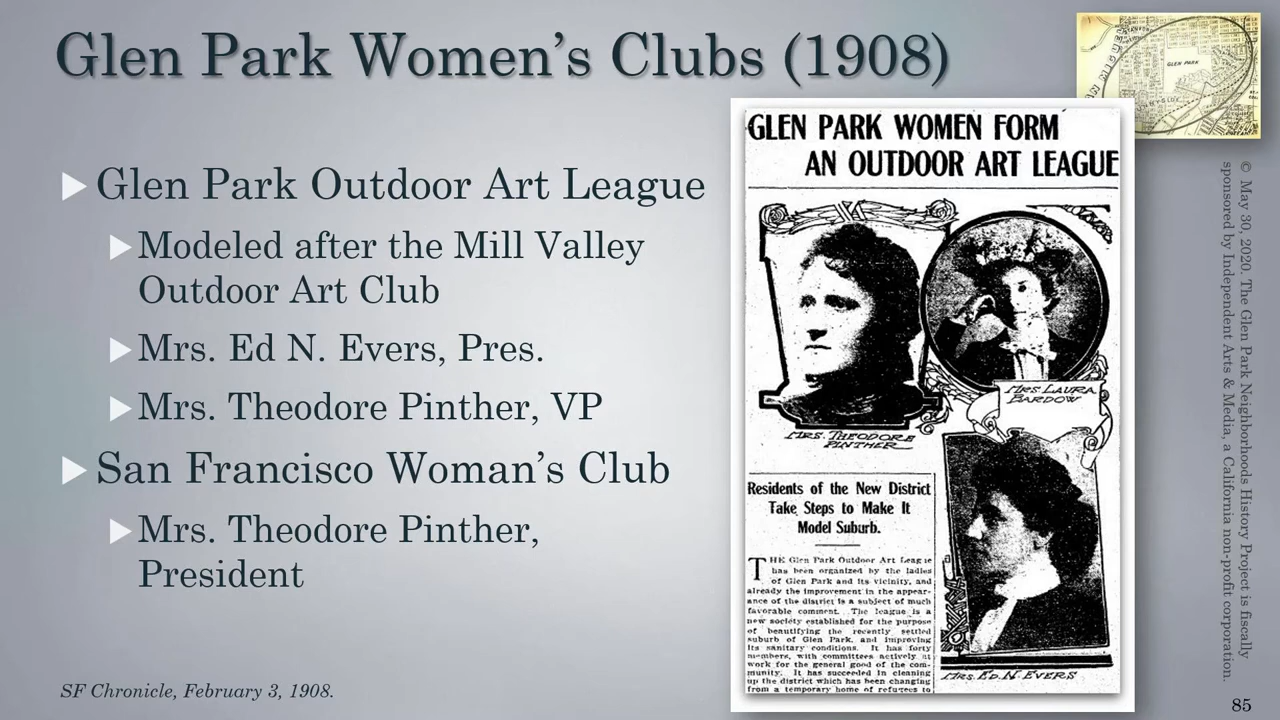 Glen Park Women’s Clubs (1908)
Glen Park Outdoor Art League
Modeled after the Mill Valley
Outdoor Art Club
Mrs. Ed N. Evers, Pres.
Mrs. Theodore Pinther, VP
San Francisco Woman’s Club
Mrs. Theodore Pinther,
President
SF Chronicle, February 3, 1908.
GLEN PARK WOMEN FORM
AN OUTDOOR ART LEAGUE
MRS. THEODORE
PINTHER
MRS. LAURA
BARDOW
MRS. ED. N. EVERS
Residents of the New District
Take Steps to Make It
Model Suburb.
THE Glen Park Outdoor Art League
has been organized by the ladies
of Glen Park and its vicinity, and
already the improvement in the appear-
ance of the district is a subject of much
favorable comment. The league is a
new society established for the purpose
of beautifying the recently settled
suburb of Glen Park, and improving
its sanitary conditions. It has forty
members, with committees actively at
work for the general good of the com-
munity. It has succeeded in cleaning
up the district which has been changing
from a temporary home of refugees to
GLEN PARK
© May 30, 2020. The Glen Park Neighborhoods History Project is fiscally
sponsored by Independent Arts & Media, a California non-profit corporation.
85